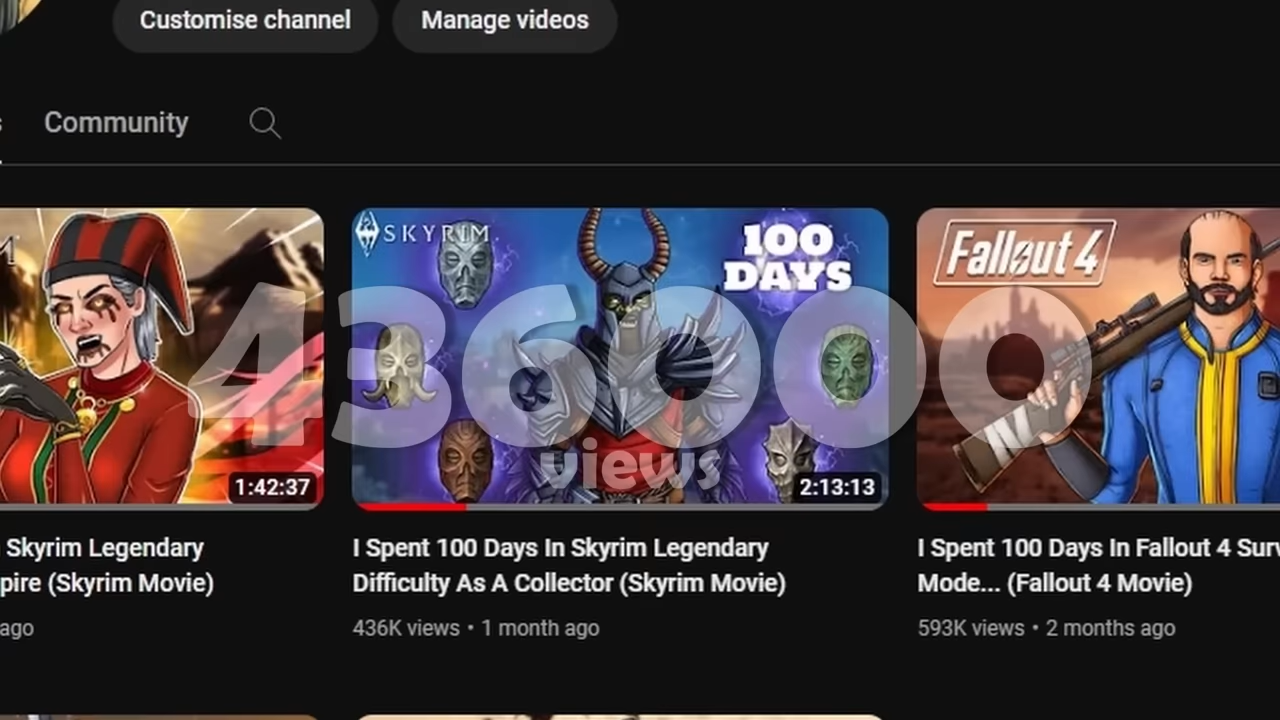 Customise channel
Manage videos
Community
SKYRIM
100
DAYS
Fallout 4
436000
views
1:42:37
2:13:13
Skyrim Legendary
pire (Skyrim Movie)
ago
I Spent 100 Days In Skyrim Legendary
Difficulty As A Collector (Skyrim Movie)
436K views • 1 month ago
I Spent 100 Days In Fallout 4 Surv
Mode... (Fallout 4 Movie)
593K views • 2 months ago